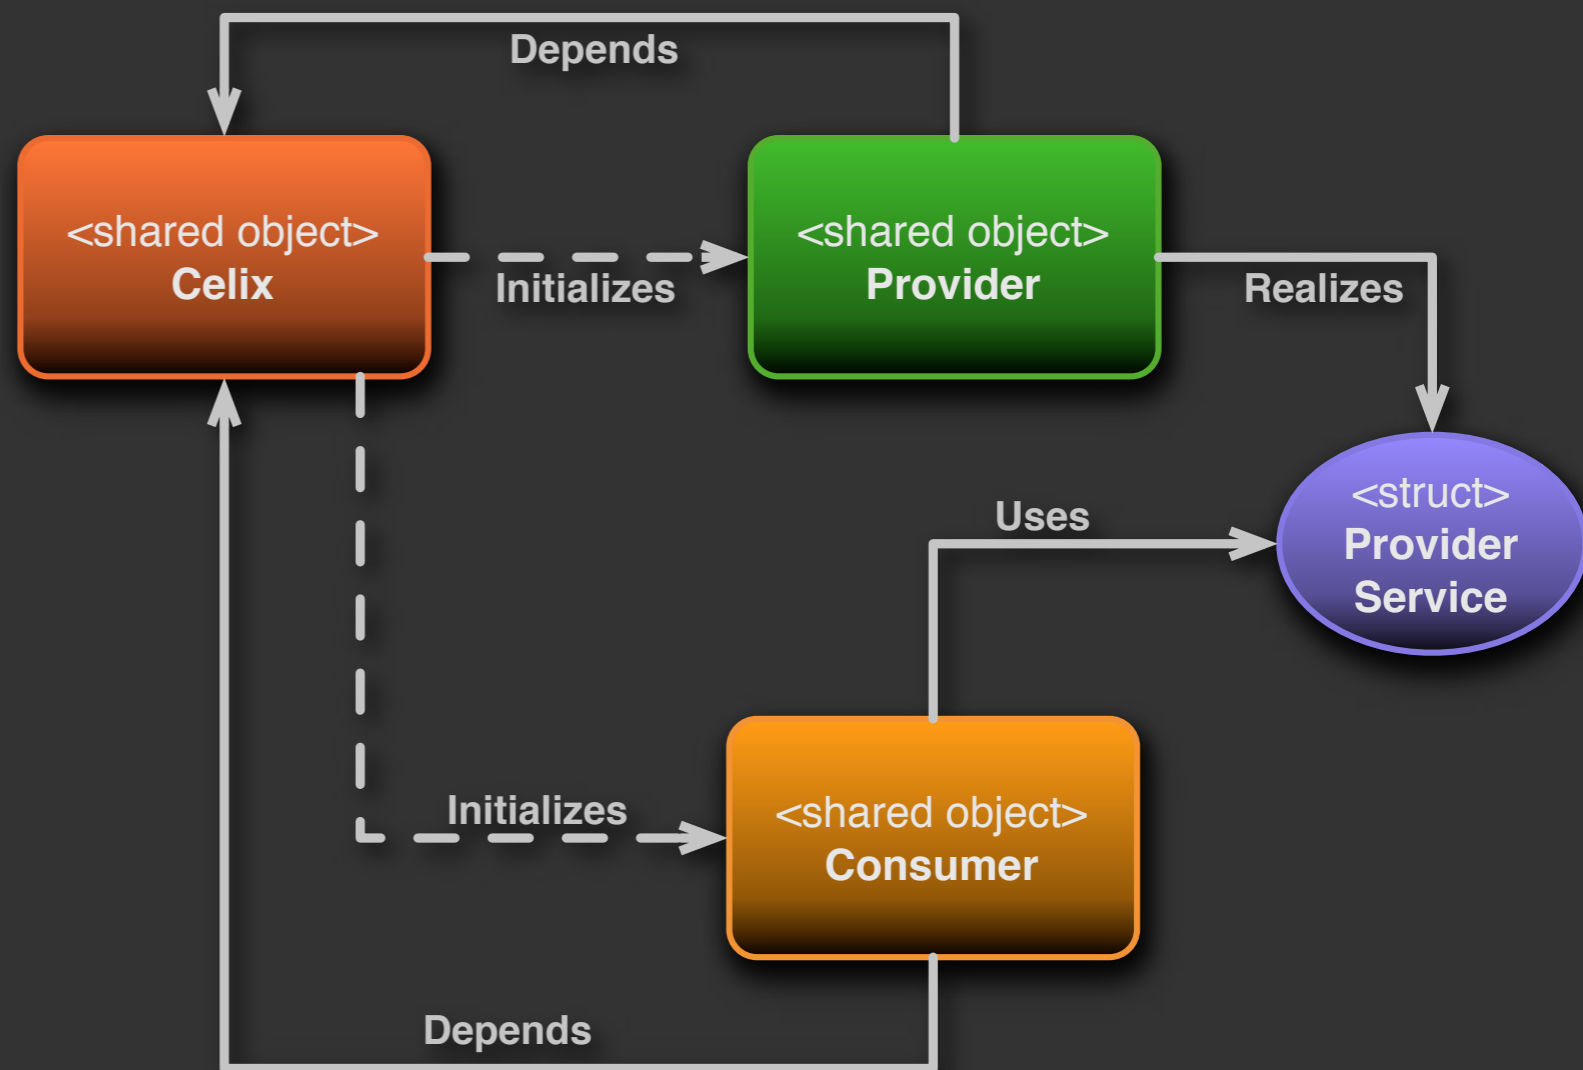 Depends
<shared object>
Celix
Initializes
<shared object>
Provider
Realizes
<struct>
Provider
Service
Uses
Initializes
<shared object>
Consumer
Depends